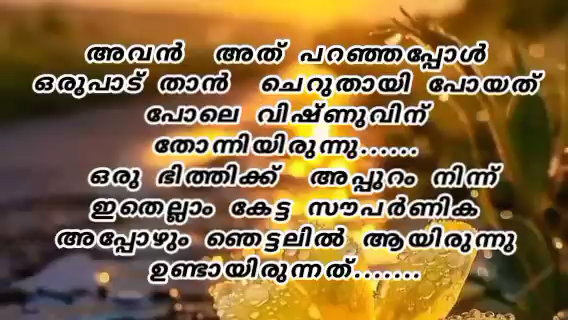 അവൻ അത് പറഞ്ഞപ്പോൾ
ഒരുപാട് താൻ ചെറുതായി പോയത്
പോലെ വിഷ്ണുവിന്
തോന്നിയിരുന്നു......
ഒരു ഭിത്തിക്ക് അപ്പുറം നിന്ന്
ഇതെല്ലാം കേട്ട സൗപർണിക
അപ്പോഴും ഞെട്ടലിൽ ആയിരുന്നു
ഉണ്ടായിരുന്നത്.......